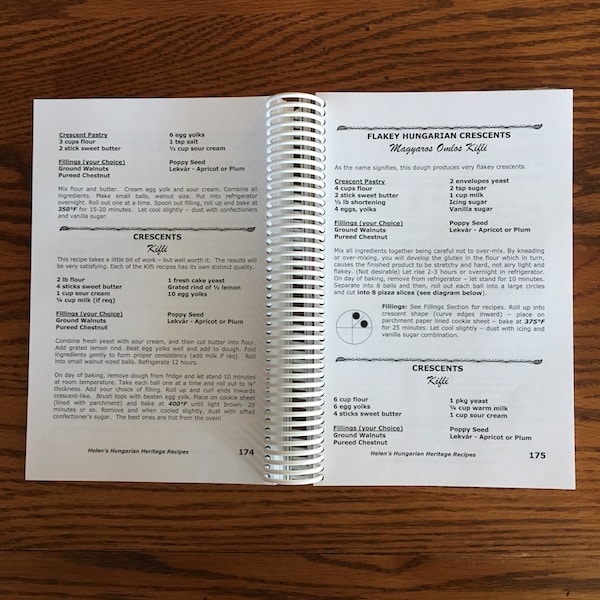 Crescent Pastry
3 cups flour
2 stick sweet butter
6 egg yolks
1 tsp salt
½ cup sour cream
Fillings (your Choice)
Ground Walnuts
Pureed Chestnut
Poppy Seed
Lekvár - Apricot or Plum
Mix flour and butter. Cream egg yolk and sour cream. Combine all
ingredients. Make small balls, walnut size. Put into refrigerator
overnight. Roll out one at a time. Spoon out filling, roll up and bake at
350°F for 15-20 minutes. Let cool slightly – dust with confectioners
and vanilla sugar.
CRESCENTS
Kifli
This recipe takes a little bit of work – but well worth it. The results will
be very satisfying. Each of the Kifli recipes has its own distinct quality.
2 lb flour
4 sticks sweet butter
1 cup sour cream
¼ cup milk (if req)
1 fresh cake yeast
Grated rind of ½ lemon
10 egg yolks
Fillings (your Choice)
Ground Walnuts
Pureed Chestnut
Poppy Seed
Lekvár - Apricot or Plum
Combine fresh yeast with sour cream, and then cut butter into flour.
Add grated lemon rind. Beat egg yolks well and add to dough. Fold
ingredients gently to form proper consistency (add milk if req). Roll
into small walnut-sized balls. Refrigerate 12 hours.
On day of baking, remove dough from fridge and let stand 10 minutes
at room temperature. Take each ball one at a time and roll out to ⅛"
thickness. Add your choice of filling. Roll up and curl ends inwards
crescent-like. Brush tops with beaten egg yolk. Place on cookie sheet
(lined with parchment) and bake at 400°F until light brown- 20
minutes or so. Remove and when cooled slightly, dust with sifted
confectioner's sugar. The best ones are hot from the oven!
Helen's Hungarian Heritage Recipes 174
FLAKEY HUNGARIAN CRESCENTS
Magyaros Omlos Kifli
As the name signifies, this dough produces very flakey crescents.
Crescent Pastry
4 cups flour
2 sticks sweet butter
½ lb shortening
4 eggs, yolks
2 envelopes yeast
2 tsp sugar
1 cup milk
Icing sugar
Vanilla sugar
Fillings (your Choice)
Ground Walnuts
Pureed Chestnut
Poppy Seed
Lekvár - Apricot or Plum
Mix all ingredients together being careful not to over-mix. By kneading
or over-mixing, you will develop the gluten in the flour which in turn,
causes the finished product to be stretchy and hard, not airy light and
flakey. (Not desirable) Let rise 2-3 hours or overnight in refrigerator.
On day of baking, remove from refrigerator – let stand for 10 minutes.
Separate into 8 balls and then, roll out each ball into a large circles
and cut into 8 pizza slices (see diagram below).
Fillings: See Fillings Section for recipes. Roll up into
crescent shape (curve edges inward) – place on
parchment paper lined cookie sheet – bake at 375°F
for 25 minutes. Let cool slightly – dust with icing and
vanilla sugar combination.
CRESCENTS
Kifli
6 cup flour
6 egg yolks
4 sticks sweet butter
1 pkg yeast
¼ cup warm milk
1 cup sour cream
Fillings (your Choice)
Ground Walnuts
Pureed Chestnut
Poppy Seed
Lekvár - Apricot or Plum
Helen's Hungarian Heritage Recipes 175